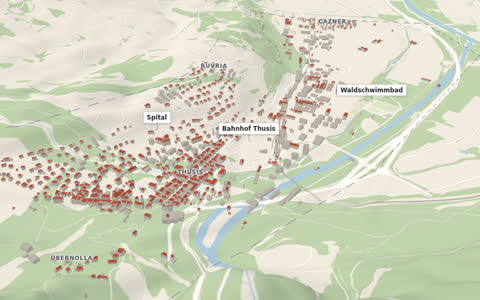 CAZNER
RUVRIA
Waldschwimmbad
Spital
Bahnhof Thusis
THUSIS
ÜBERNOLLA